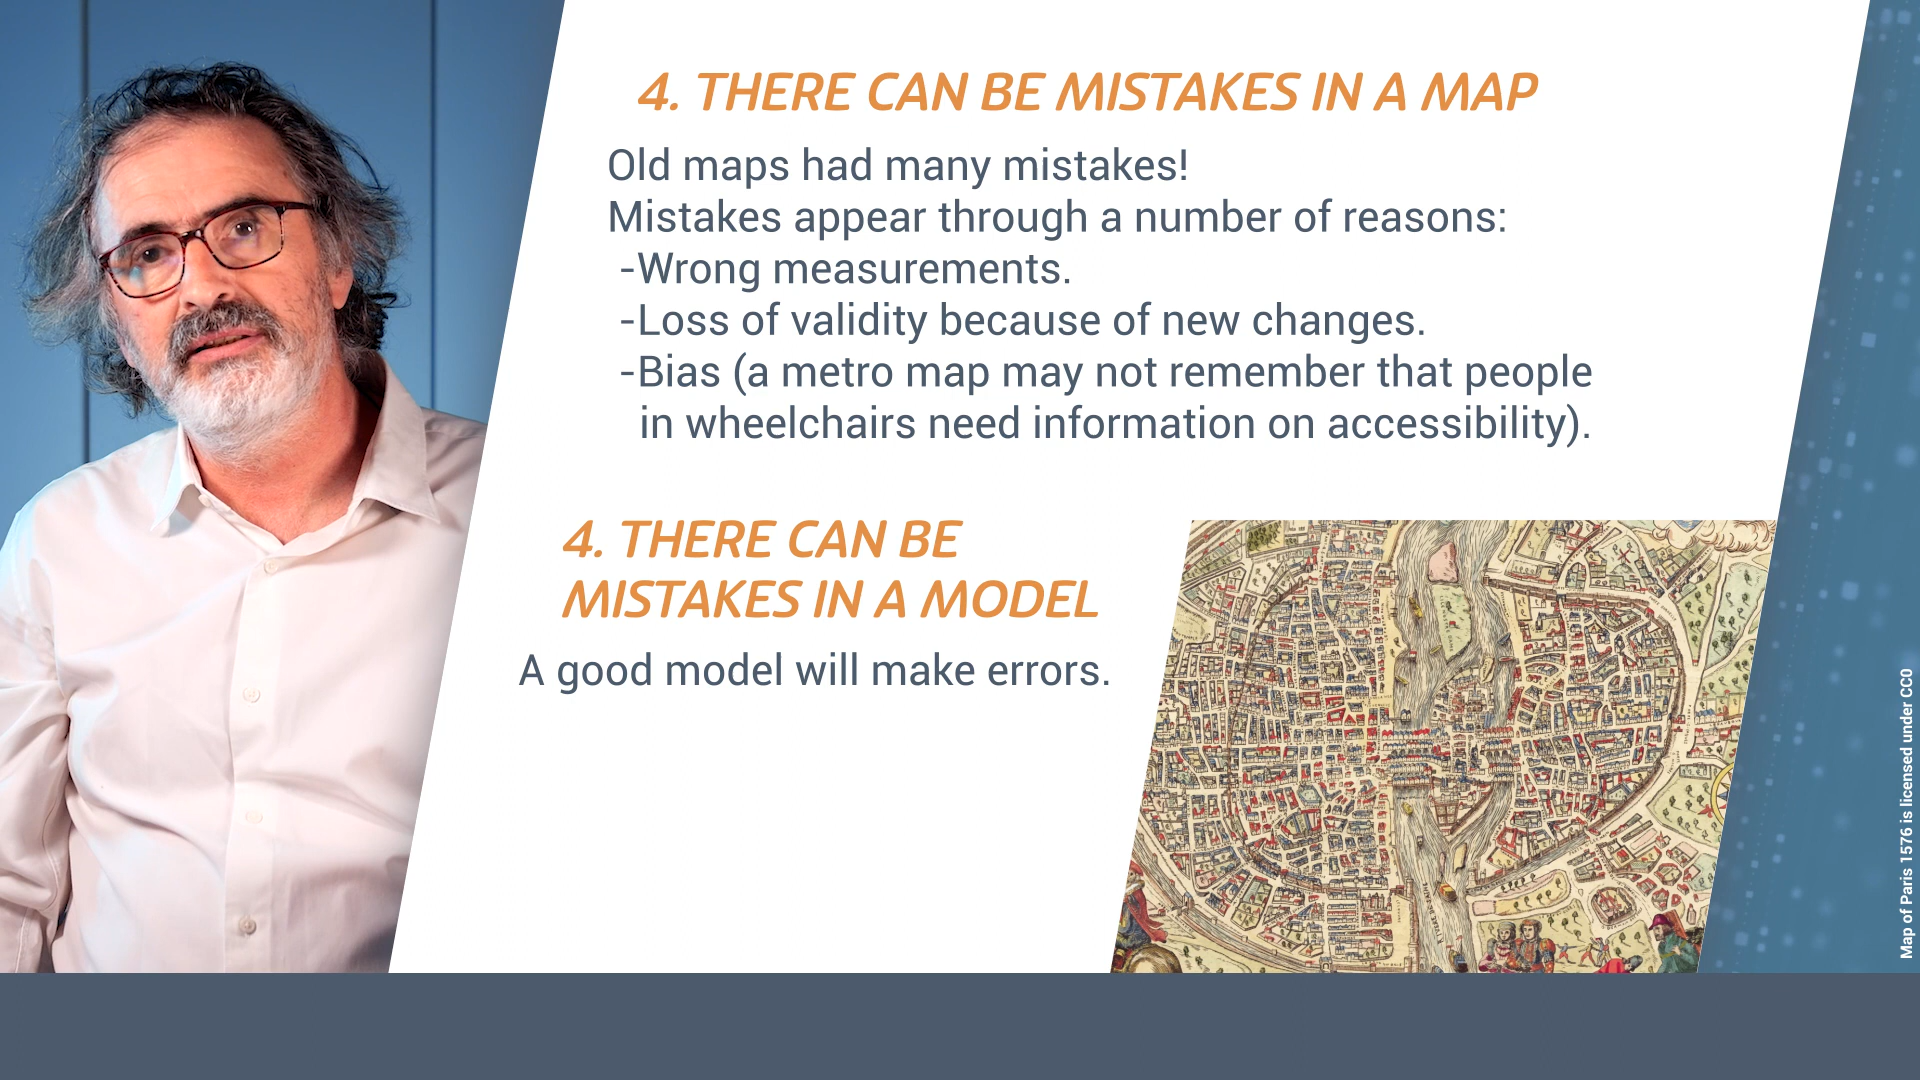 4. THERE CAN BE MISTAKES IN A MAP
Old maps had many mistakes!
Mistakes appear through a number of reasons:
-Wrong measurements.
-Loss of validity because of new changes.
-Bias (a metro map may not remember that people
in wheelchairs need information on accessibility).
4. THERE CAN BE
MISTAKES IN A MODEL
A good model will make errors.
Map of Paris 1576 is licensed under CC0